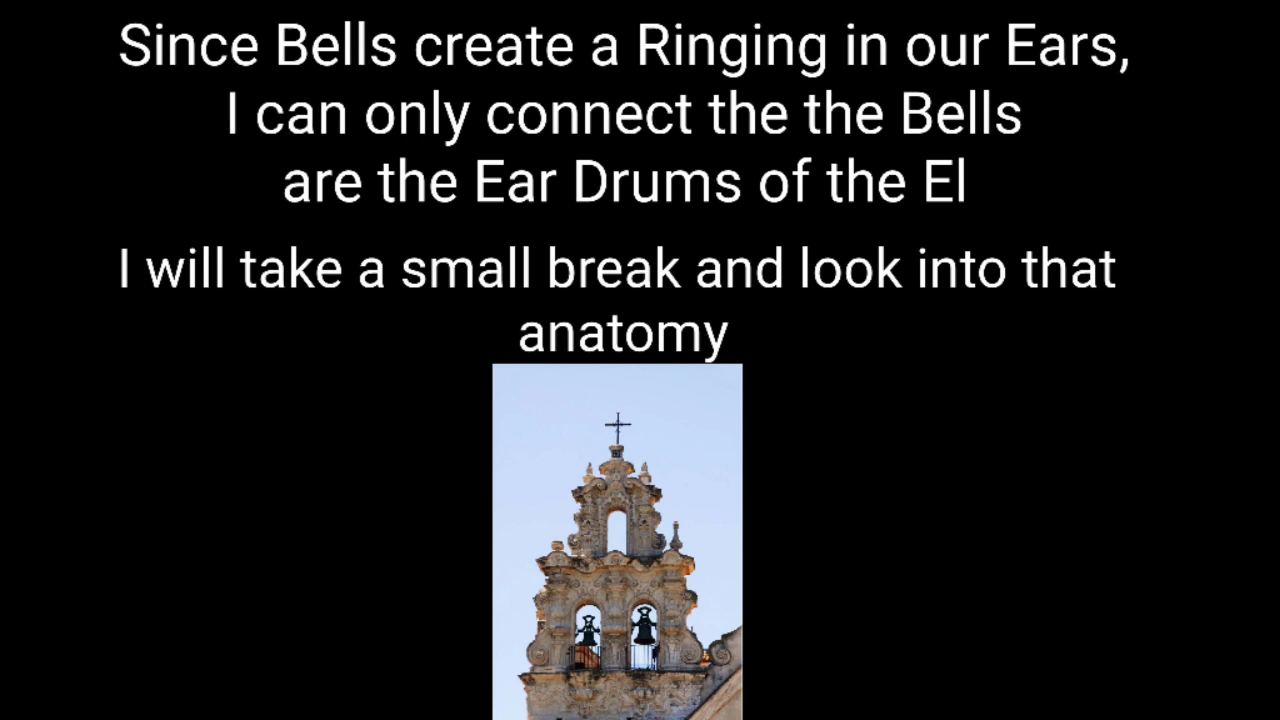 Since Bells create a Ringing in our Ears,
I can only connect the the Bells
are the Ear Drums of the El
I will take a small break and look into that
anatomy